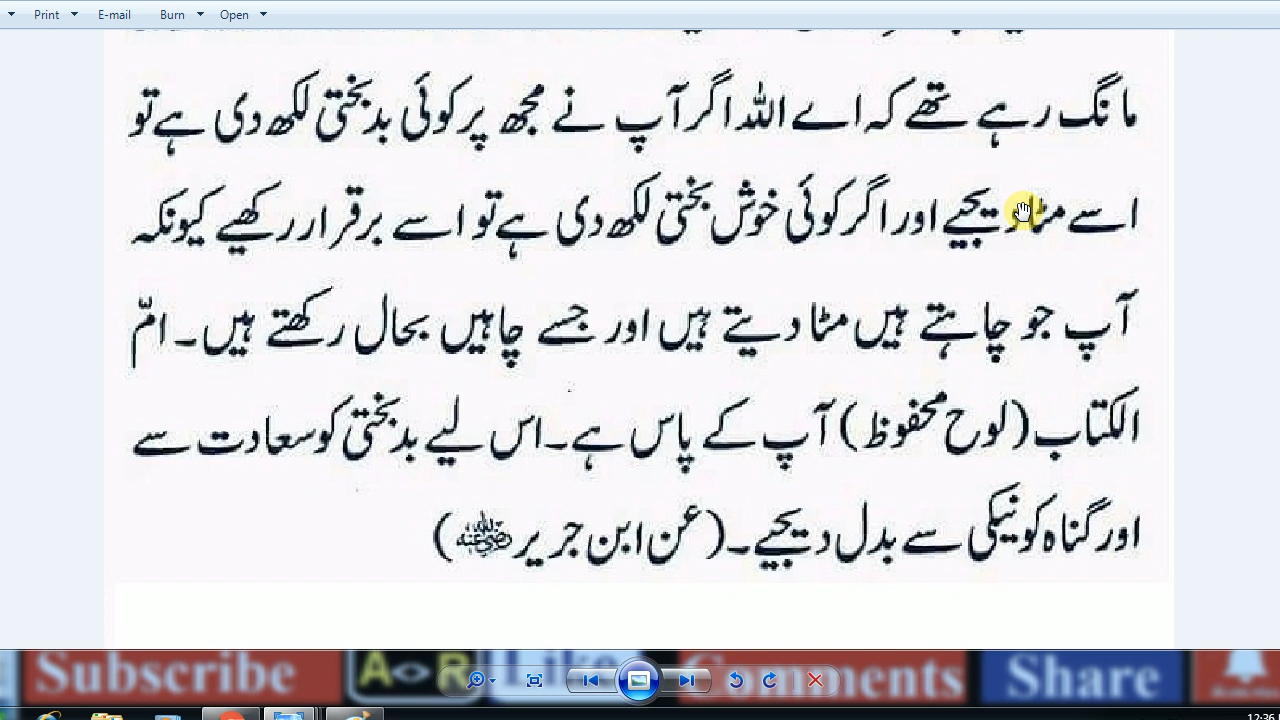 Print E-mail Burn Open
مانگ رہے تھے کہ اے اللہ اگر آپ نے مجھ پر کوئی بدبختی لکھ دی ہے تو
اسے مٹا دیجیے اور اگر کوئی خوش بختی لکھ دی ہے تو اسے برقرار رکھیے کیونکہ
آپ جو چاہتے ہیں مٹا دیتے ہیں اور جسے چاہیں بحال رکھتے ہیں۔ امّ
الکتاب (لوح محفوظ) آپ کے پاس ہے۔ اس لیے بدبختی کو سعادت سے
اور گناہ کو نیکی سے بدل دیجیے۔ (عن ابن جریر رضی اللہ عنہ)
Subscribe A<>R Like Comments Share
12:36